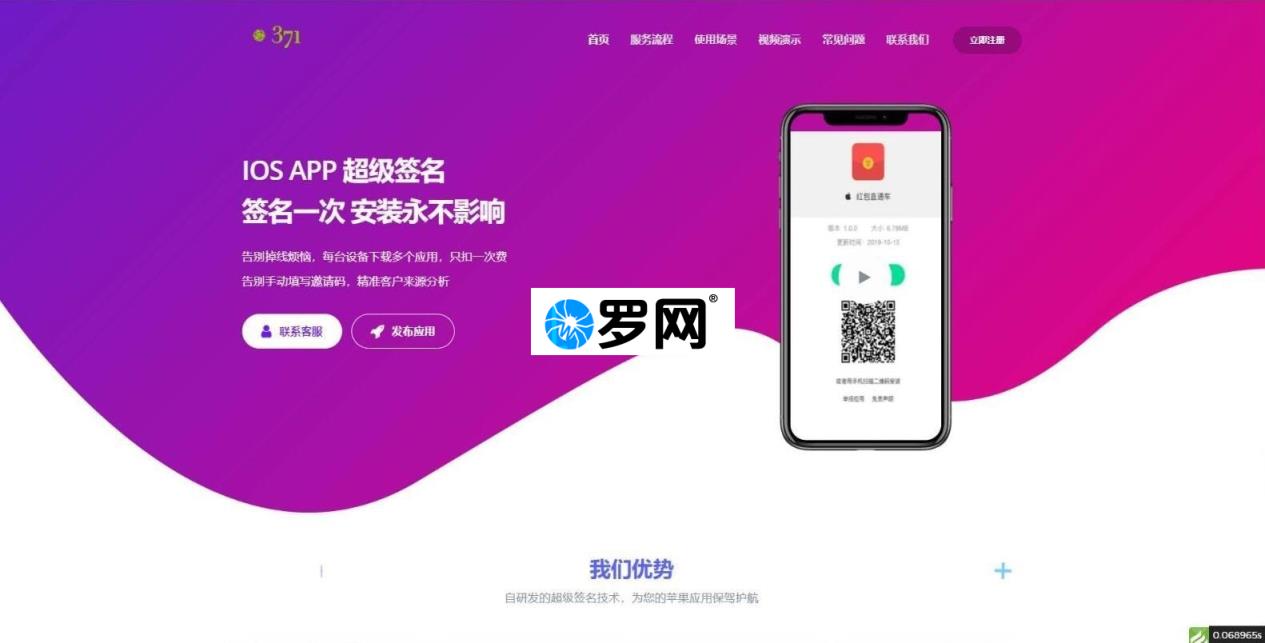 371
首页 服务流程 使用场景 视频演示 常见问题 联系我们 立即注册
IOS APP 超级签名
签名一次 安装永不影响
告别掉线烦恼，每台设备下载多个应用，只扣一次费
告别手动填写邀请码，精准客户来源分析
联系客服 发布应用
罗网®
红包直通车
版本 1.0.0 大小 6.79MB
更新时间 2019-10-13
或者用手机扫描二维码安装
举报应用 免责声明
我们优势
自研发的超级签名技术，为您的苹果应用保驾护航
0.068965s